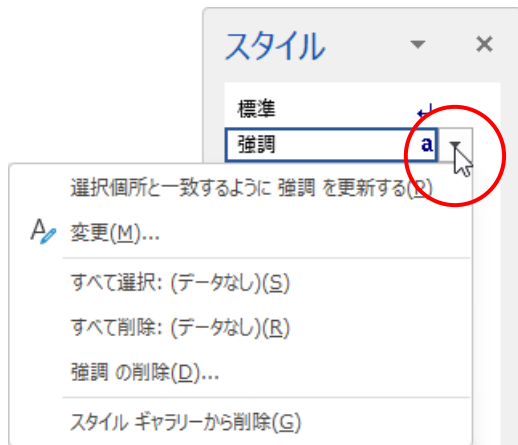 スタイル
標準
強調 a
選択個所と一致するように 強調 を更新する(P)
変更(M)...
すべて選択: (データなし)(S)
すべて削除: (データなし)(R)
強調 の削除(D)...
スタイル ギャラリーから削除(G)